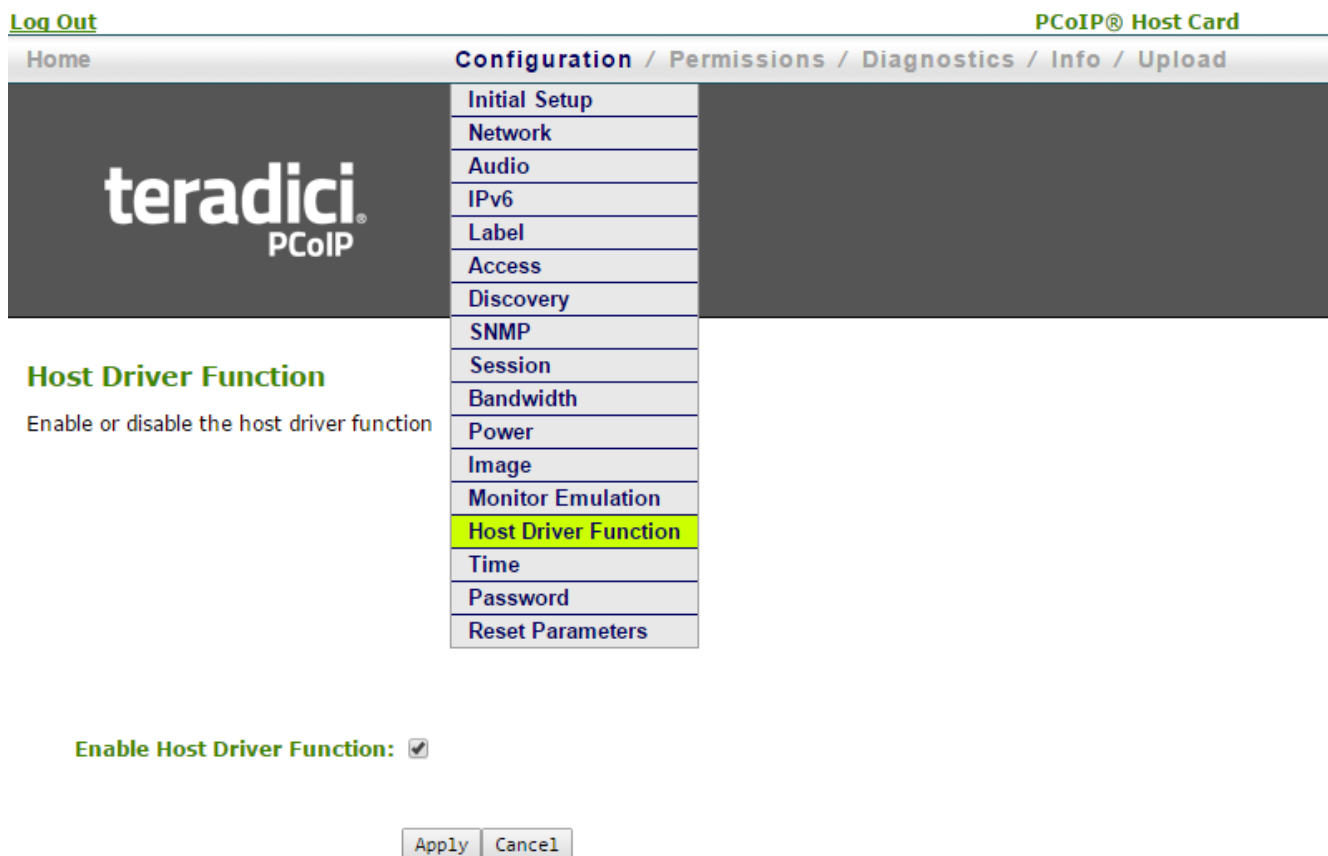 Log Out
PCoIP® Host Card
Home
Configuration / Permissions / Diagnostics / Info / Upload
Initial Setup
Network
Audio
IPv6
Label
Access
Discovery
SNMP
Session
Bandwidth
Power
Image
Monitor Emulation
Host Driver Function
Time
Password
Reset Parameters
teradici®
PCoIP
Host Driver Function
Enable or disable the host driver function
Enable Host Driver Function:
Apply
Cancel